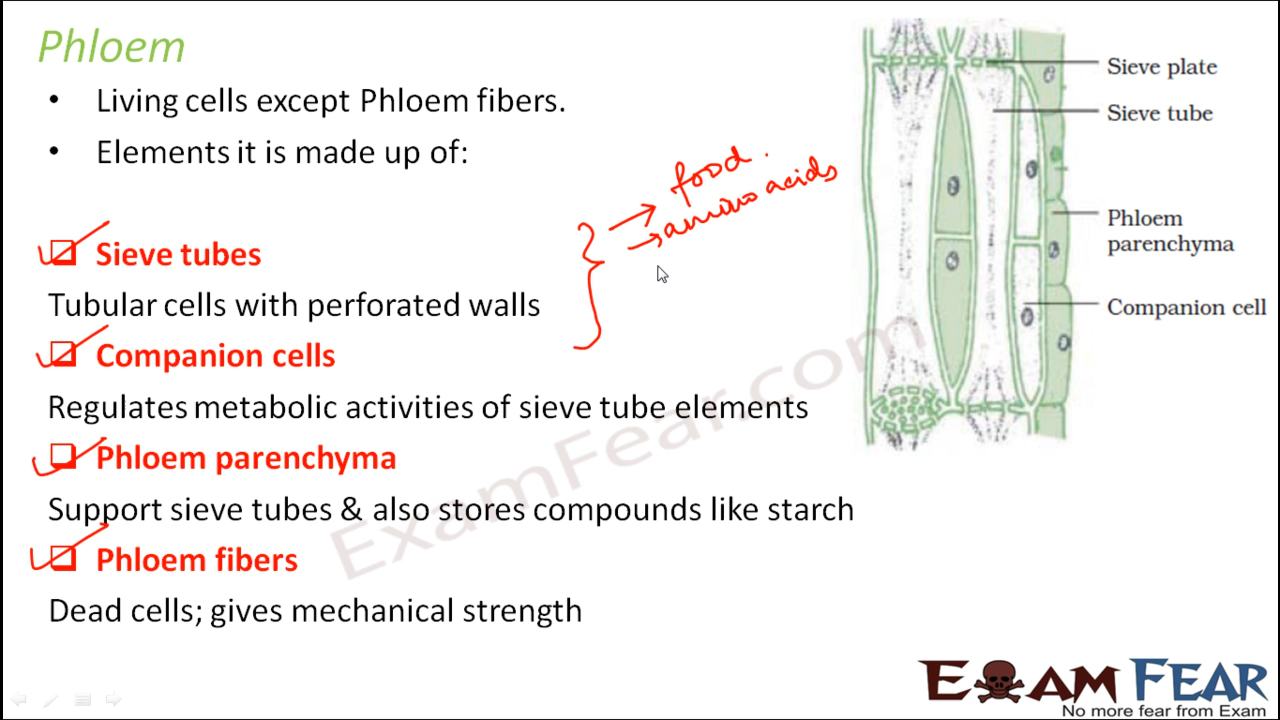 Phloem
• Living cells except Phloem fibers.
• Elements it is made up of:
food.
amino acids
❑ Sieve tubes
Tubular cells with perforated walls
❑ Companion cells
Regulates metabolic activities of sieve tube elements
❑ Phloem parenchyma
Support sieve tubes & also stores compounds like starch
❑ Phloem fibers
Dead cells; gives mechanical strength
Sieve plate
Sieve tube
Phloem
parenchyma
Companion cell
ExamFear.com
EXAM FEAR
No more fear from Exam